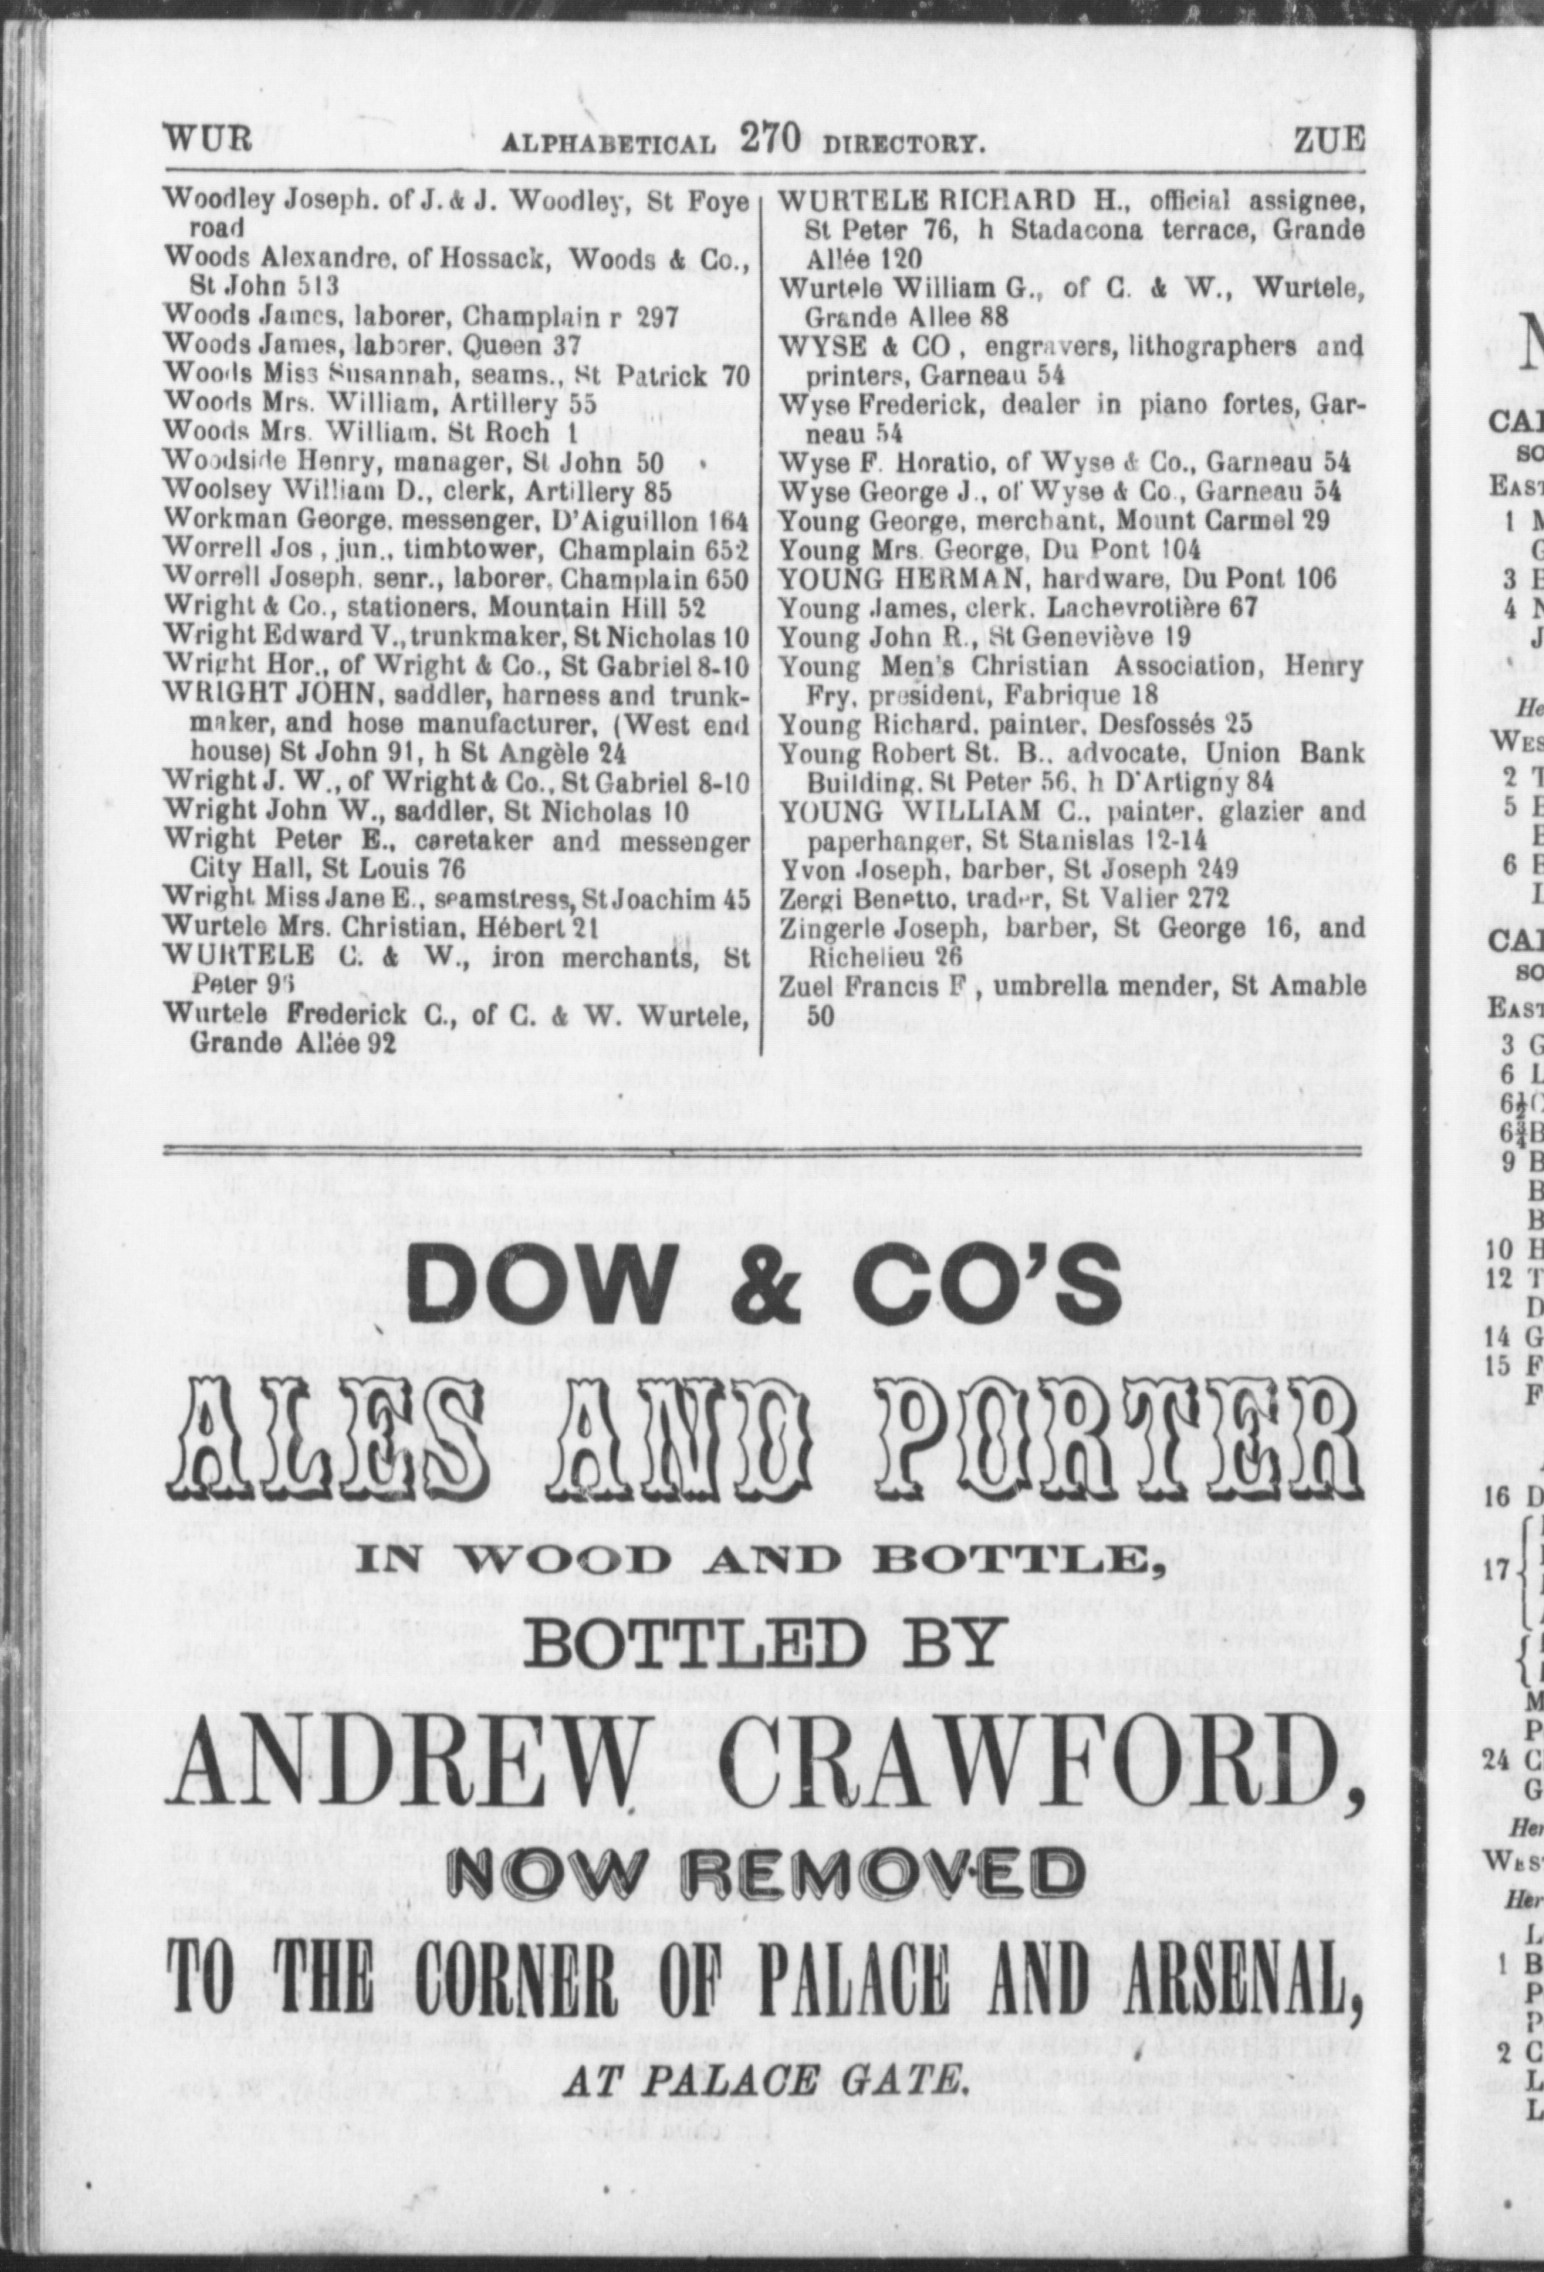 WUR ALPHABETICAL 270 DIRECTORY. ZUE
Woodley Joseph. of J. & J. Woodley, St Foye
road
Woods Alexandre, of Hossack, Woods & Co.,
St John 513
Woods James, laborer, Champlain r 297
Woods James, laborer. Queen 37
Woods Miss Susannah, seams., St Patrick 70
Woods Mrs. William, Artillery 55
Woods Mrs. William. St Roch 1
Woodside Henry, manager, St John 50
Woolsey William D., clerk, Artillery 85
Workman George. messenger, D'Aiguillon 164
Worrell Jos , jun., timbtower, Champlain 652
Worrell Joseph, senr., laborer, Champlain 650
Wright & Co., stationers, Mountain Hill 52
Wright Edward V., trunkmaker, St Nicholas 10
Wright Hor., of Wright & Co., St Gabriel 8-10
WRIGHT JOHN, saddler, harness and trunk-
maker, and hose manufacturer, (West end
house) St John 91, h St Angèle 24
Wright J. W., of Wright & Co., St Gabriel 8-10
Wright John W., saddler, St Nicholas 10
Wright Peter E., caretaker and messenger
City Hall, St Louis 76
Wright Miss Jane E., seamstress, St Joachim 45
Wurtele Mrs. Christian, Hébert 21
WURTELE C. & W., iron merchants, St
Peter
Wurtele Frederick C., of C. & W. Wurtele,
Grande Allée 92
WURTELE RICHARD H., official assignee,
St Peter 76, h Stadacona terrace, Grande
Allée 120
Wurtele William G., of C. & W., Wurtele,
Grande Allee 88
WYSE & CO , engravers, lithographers and
printers, Garneau 54
Wyse Frederick, dealer in piano fortes, Gar-
neau 54
Wyse F. Horatio, of Wyse & Co., Garneau 54
Wyse George J., of Wyse & Co., Garneau 54
Young George, merchant, Mount Carmel 29
Young Mrs. George, Du Pont 104
YOUNG HERMAN, hardware, Du Pont 106
Young James, clerk. Lachevrotière 67
Young John R., St Geneviève 19
Young Men's Christian Association, Henry
Fry, president, Fabrique 18
Young Richard, painter, Desfossés 25
Young Robert St. B., advocate, Union Bank
Building, St Peter 56, h D'Artigny 84
YOUNG WILLIAM C., painter, glazier and
paperhanger, St Stanislas 12-14
Yvon Joseph, barber, St Joseph 249
Zergi Benetto, trader, St Valier 272
Zingerle Joseph, barber, St George 16, and
Richelieu 26
Zuel Francis F , umbrella mender, St Amable
50
DOW & CO'S
ALES AND PORTER
IN WOOD AND BOTTLE,
BOTTLED BY
ANDREW CRAWFORD,
NOW REMOVED
TO THE CORNER OF PALACE AND ARSENAL,
AT PALACE GATE.